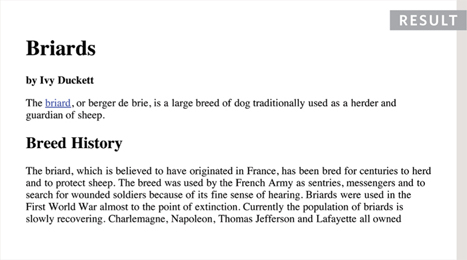 RESULT
Briards
by Ivy Duckett
The briard, or berger de brie, is a large breed of dog traditionally used as a herder and
guardian of sheep.
Breed History
The briard, which is believed to have originated in France, has been bred for centuries to herd
and to protect sheep. The breed was used by the French Army as sentries, messengers and to
search for wounded soldiers because of its fine sense of hearing. Briards were used in the
First World War almost to the point of extinction. Currently the population of briards is
slowly recovering. Charlemagne, Napoleon, Thomas Jefferson and Lafayette all owned